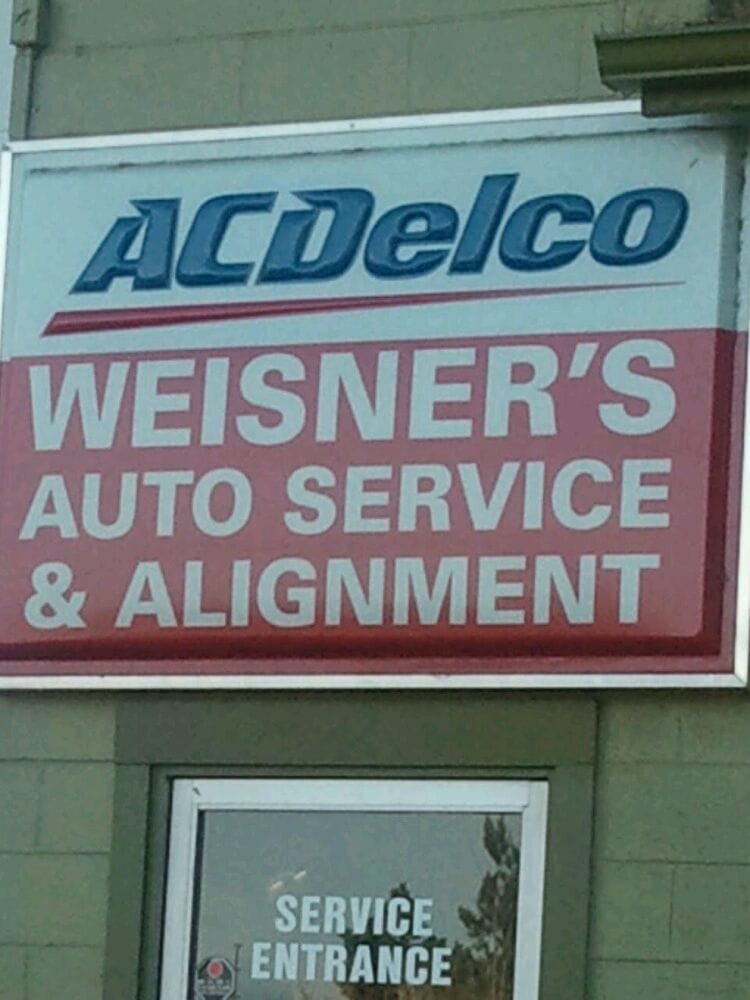 ACDelco
WEISNER'S
AUTO SERVICE
& ALIGNMENT
SERVICE
ENTRANCE